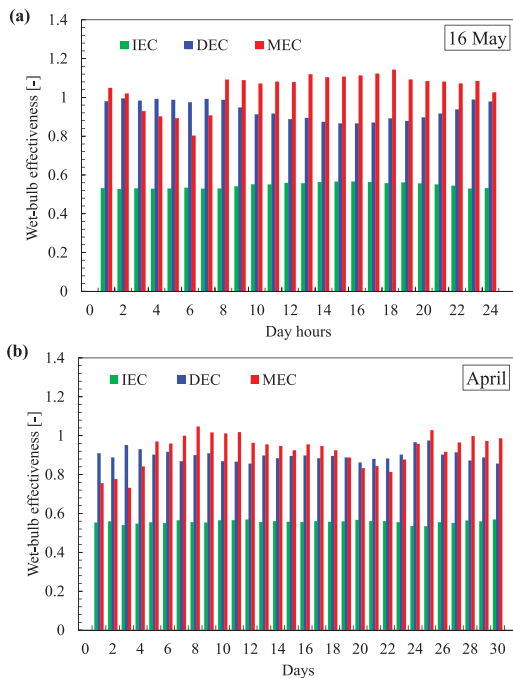 (a)
1.4
1.2
1
0.8
0.6
0.4
0.2
0
Wet-bulb effectiveness [-]
IEC DEC MEC
16 May
0 2 4 6 8 10 12 14 16 18 20 22 24
Day hours
(b)
1.4
1.2
1
0.8
0.6
0.4
0.2
0
Wet-bulb effectiveness [-]
IEC DEC MEC
April
0 2 4 6 8 10 12 14 16 18 20 22 24 26 28 30
Days